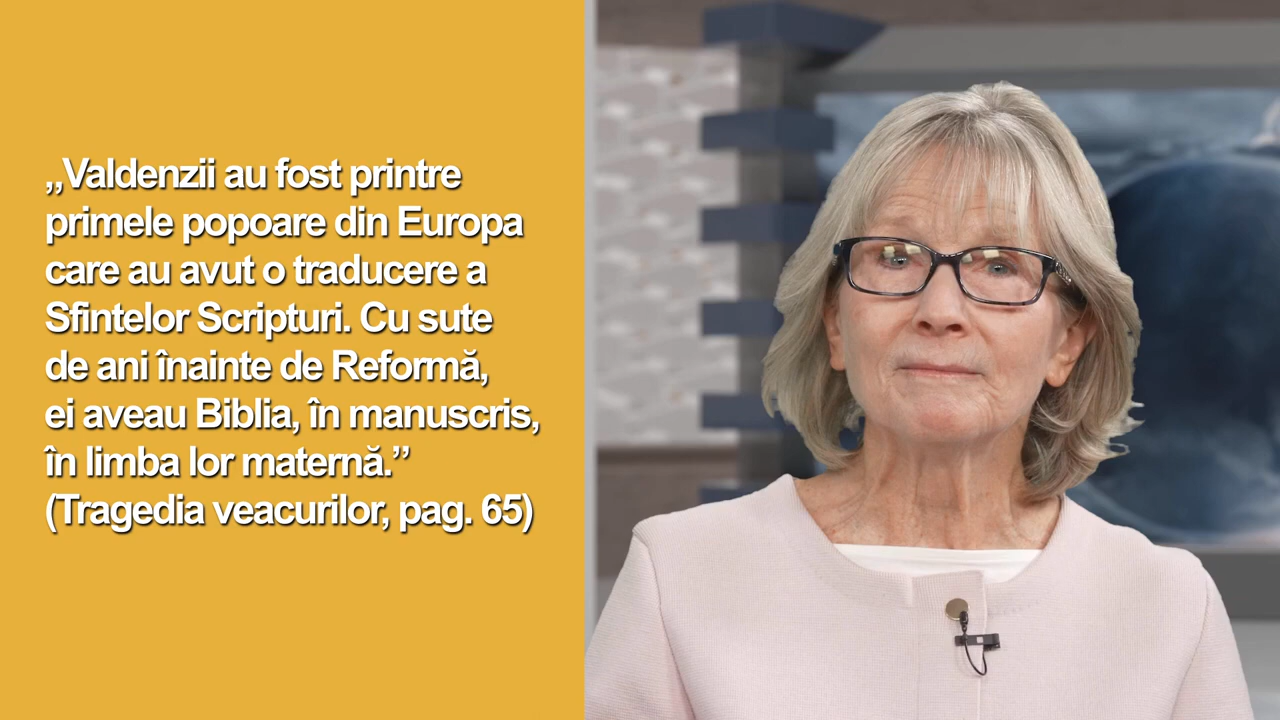 „Valdenzii au fost printre
primele popoare din Europa
care au avut o traducere a
Sfintelor Scripturi. Cu sute
de ani înainte de Reformă,
ei aveau Biblia, în manuscris,
în limba lor maternă.”
(Tragedia veacurilor, pag. 65)